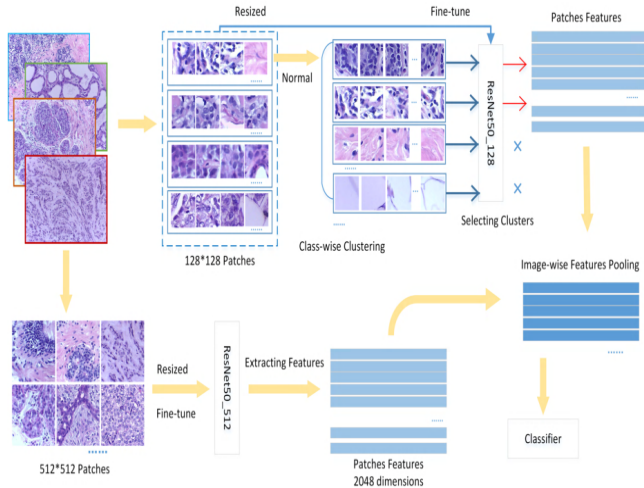 Resized
Fine-tune
Patches Features
Normal
......
......
......
......
......
...
......
...
......
...
......
...
......
......
ResNet50_128
......
×
×
Selecting Clusters
Class-wise Clustering
128*128 Patches
Image-wise Features Pooling
......
Resized
Fine-tune
ResNet50_512
Extracting Features
......
Classifier
......
512*512 Patches
Patches Features
2048 dimensions